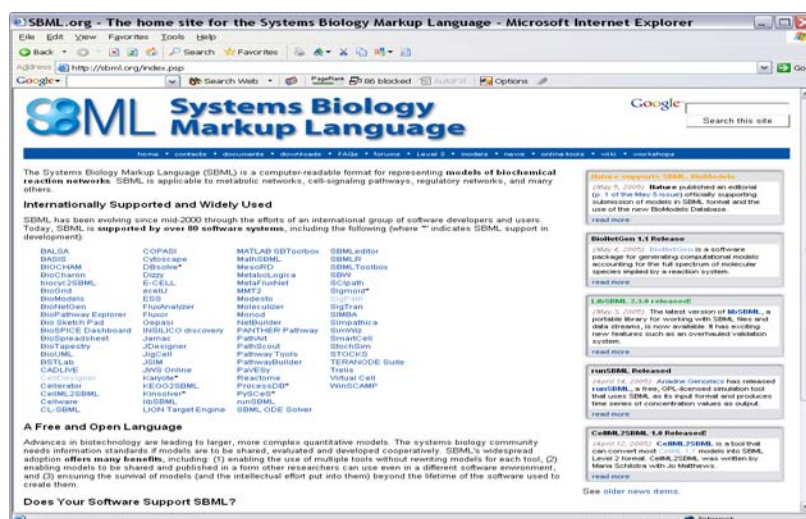 SBML.org - The home site for the Systems Biology Markup Language - Microsoft Internet Explorer
File Edit View Favorites Tools Help
Back Search Favorites
Address http://sbml.org/index.psp Go
Google Search Web PageRank 86 blocked AutoFill Options
SBML Systems Biology
Markup Language
Google
Search this site
home * contacts * documents * downloads * FAQs * forums * Level 3 * models * news * online tools * wiki * workshops
The Systems Biology Markup Language (SBML) is a computer-readable format for representing models of biochemical
reaction networks. SBML is applicable to metabolic networks, cell-signaling pathways, regulatory networks, and many
others.
Internationally Supported and Widely Used
SBML has been evolving since mid-2000 through the efforts of an international group of software developers and users.
Today, SBML is supported by over 80 software systems, including the following (where '*' indicates SBML support in
development):
BALSA COPASI MATLAB SBToolbox SBMLeditor
BASIS Cytoscape MathSBML SBMLR
BIOCHAM DBsolve* MesoRD SBMLToolbox
BioCharon Dizzy MetaboLogica SBW
biocyc2SBML E-CELL MetaFluxNet SCIpath
BioGrid ecellJ MMT2 Sigmoid*
BioModels ESS Modesto SigPath
BioNetGen FluxAnalyzer Moleculizer SigTran
BioPathway Explorer Fluxor Monod SIMBA
Bio Sketch Pad Gepasi NetBuilder Simpathica
BioSPICE Dashboard INSILICO discovery PANTHER Pathway SimWiz
BioSpreadsheet Jarnac PathArt SmartCell
BioTapestry JDesigner PathScout StochSim
BioUML JigCell Pathway Tools STOCKS
BSTLab JSIM PathwayBuilder TERANODE Suite
CADLIVE JWS Online PaVESy Trelis
CellDesigner Karyote* Reactome Virtual Cell
Cellerator KEGG2SBML ProcessDB* WinSCAMP
CellML2SBML Kinsolver* PySCeS*
Cellware libSBML runSBML
CL-SBML LION Target Engine SBML ODE Solver
A Free and Open Language
Advances in biotechnology are leading to larger, more complex quantitative models. The systems biology community
needs information standards if models are to be shared, evaluated and developed cooperatively. SBML's widespread
adoption offers many benefits, including: (1) enabling the use of multiple tools without rewriting models for each tool, (2)
enabling models to be shared and published in a form other researchers can use even in a different software environment,
and (3) ensuring the survival of models (and the intellectual effort put into them) beyond the lifetime of the software used to
create them.
Does Your Software Support SBML?
Nature supports SBML, BioModels
(May 5, 2005) Nature published an editorial
(p. 1 of the May 5 issue) officially supporting
submission of models in SBML format and the
use of the new BioModels Database.
read more
BioNetGen 1.1 Release
(May 4, 2005) BioNetGen is a software
package for generating computational models
accounting for the full spectrum of molecular
species implied by a reaction system.
read more
LibSBML 2.3.0 released!
(May 3, 2005) The latest version of libSBML, a
portable library for working with SBML files and
data streams, is now available. It has exciting
new features such as an overhauled validation
system.
read more
runSBML Released
(April 14, 2005) Ariadne Genomics has released
runSBML, a free, GPL-licensed simulation tool
that uses SBML as its input format and produces
time series of concentration values as output.
read more
CellML2SBML 1.0 Released!
(April 12, 2005) CellML2SBML is a tool that
can convert most CellML 1.1 models into SBML
Level 2 format. CellML2SBML was written by
Maria Schilstra with Jo Matthews.
read more
See older news items.
Internet